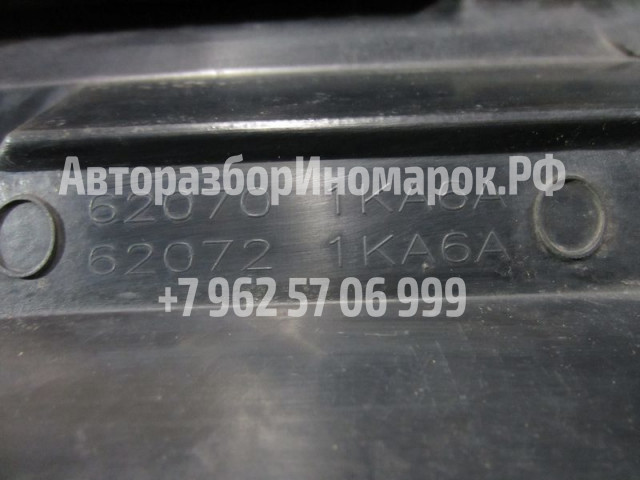 АвторазборИномарок.РФ
62070 1KA6A
62072 1KA6A
+7 962 57 06 999